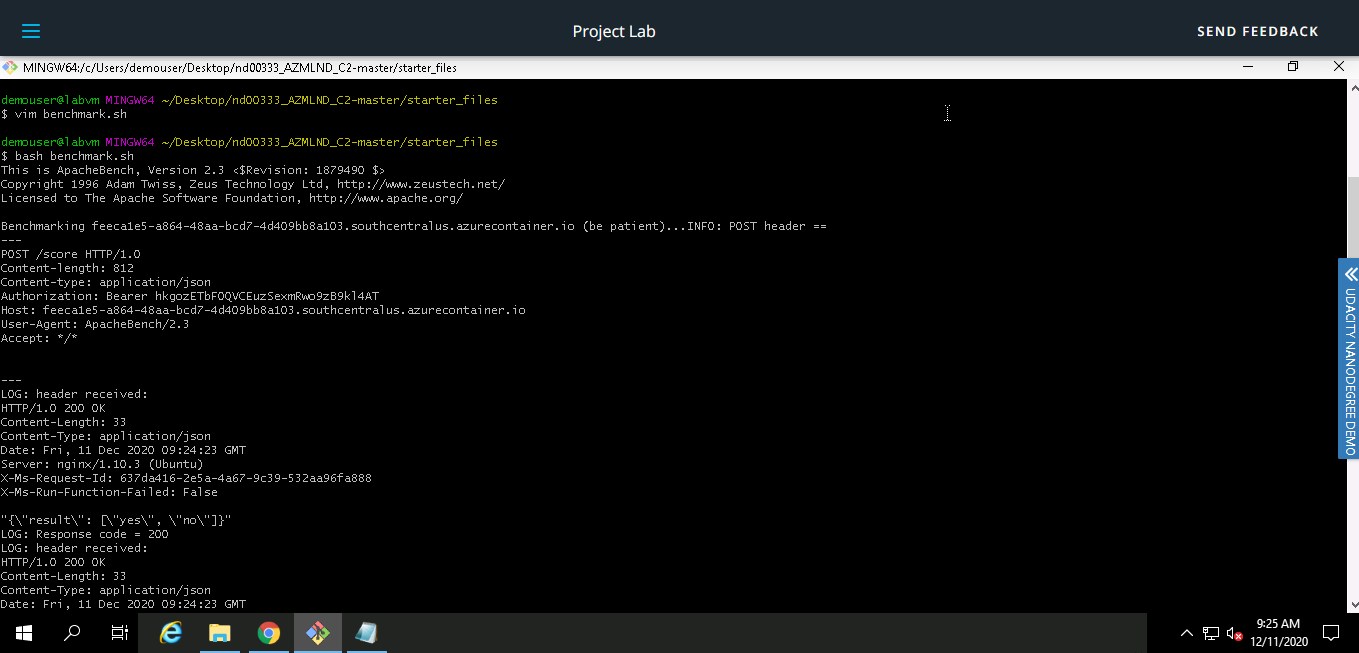 Project Lab
SEND FEEDBACK
MINGW64:/c/Users/demouser/Desktop/nd00333_AZMLND_C2-master/starter_files
demouser@labvm MINGW64 ~/Desktop/nd00333_AZMLND_C2-master/starter_files
$ vim benchmark.sh
demouser@labvm MINGW64 ~/Desktop/nd00333_AZMLND_C2-master/starter_files
$ bash benchmark.sh
This is ApacheBench, Version 2.3 <$Revision: 1879490 $>
Copyright 1996 Adam Twiss, Zeus Technology Ltd, http://www.zeustech.net/
Licensed to The Apache Software Foundation, http://www.apache.org/
Benchmarking feeca1e5-a864-48aa-bcd7-4d409bb8a103.southcentralus.azurecontainer.io (be patient)...INFO: POST header ==
---
POST /score HTTP/1.0
Content-length: 812
Content-type: application/json
Authorization: Bearer hkgozETbFOQVCEuzSexmRwo9zB9kl4AT
Host: feeca1e5-a864-48aa-bcd7-4d409bb8a103.southcentralus.azurecontainer.io
User-Agent: ApacheBench/2.3
Accept: */*
---
LOG: header received:
HTTP/1.0 200 OK
Content-Length: 33
Content-Type: application/json
Date: Fri, 11 Dec 2020 09:24:23 GMT
Server: nginx/1.10.3 (Ubuntu)
X-Ms-Request-Id: 637da416-2e5a-4a67-9c39-532aa96fa888
X-Ms-Run-Function-Failed: False
"{\"result\": [\"yes\", \"no\"]}"
LOG: Response code = 200
LOG: header received:
HTTP/1.0 200 OK
Content-Length: 33
Content-Type: application/json
Date: Fri, 11 Dec 2020 09:24:23 GMT
UDACITY NANODEGREE DEMO
9:25 AM
12/11/2020